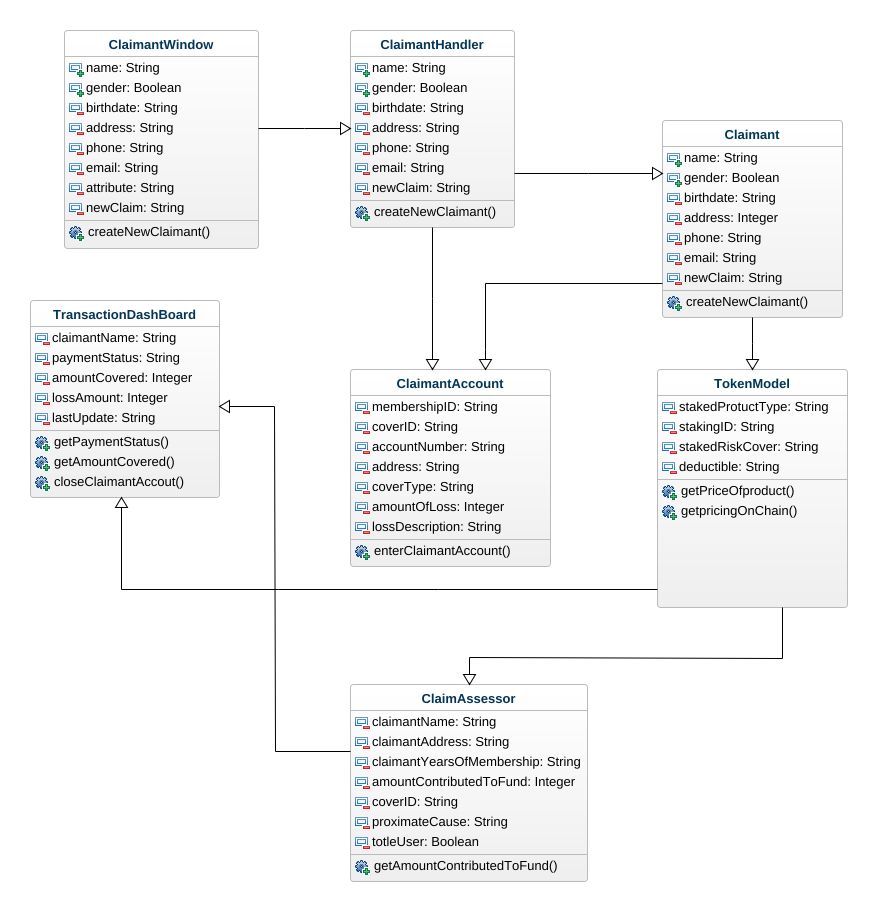 ClaimantWindow
name: String
gender: Boolean
birthdate: String
address: String
phone: String
email: String
attribute: String
newClaim: String
createNewClaimant()
ClaimantHandler
name: String
gender: Boolean
birthdate: String
address: String
phone: String
email: String
newClaim: String
createNewClaimant()
Claimant
name: String
gender: Boolean
birthdate: String
address: Integer
phone: String
email: String
newClaim: String
createNewClaimant()
TransactionDashBoard
claimantName: String
paymentStatus: String
amountCovered: Integer
lossAmount: Integer
lastUpdate: String
getPaymentStatus()
getAmountCovered()
closeClaimantAccout()
ClaimantAccount
membershipID: String
coverID: String
accountNumber: String
address: String
coverType: String
amountOfLoss: Integer
lossDescription: String
enterClaimantAccount()
TokenModel
stakedProtuctType: String
stakingID: String
stakedRiskCover: String
deductible: String
getPriceOfproduct()
getpricingOnChain()
ClaimAssessor
claimantName: String
claimantAddress: String
claimantYearsOfMembership: String
amountContributedToFund: Integer
coverID: String
proximateCause: String
totleUser: Boolean
getAmountContributedToFund()